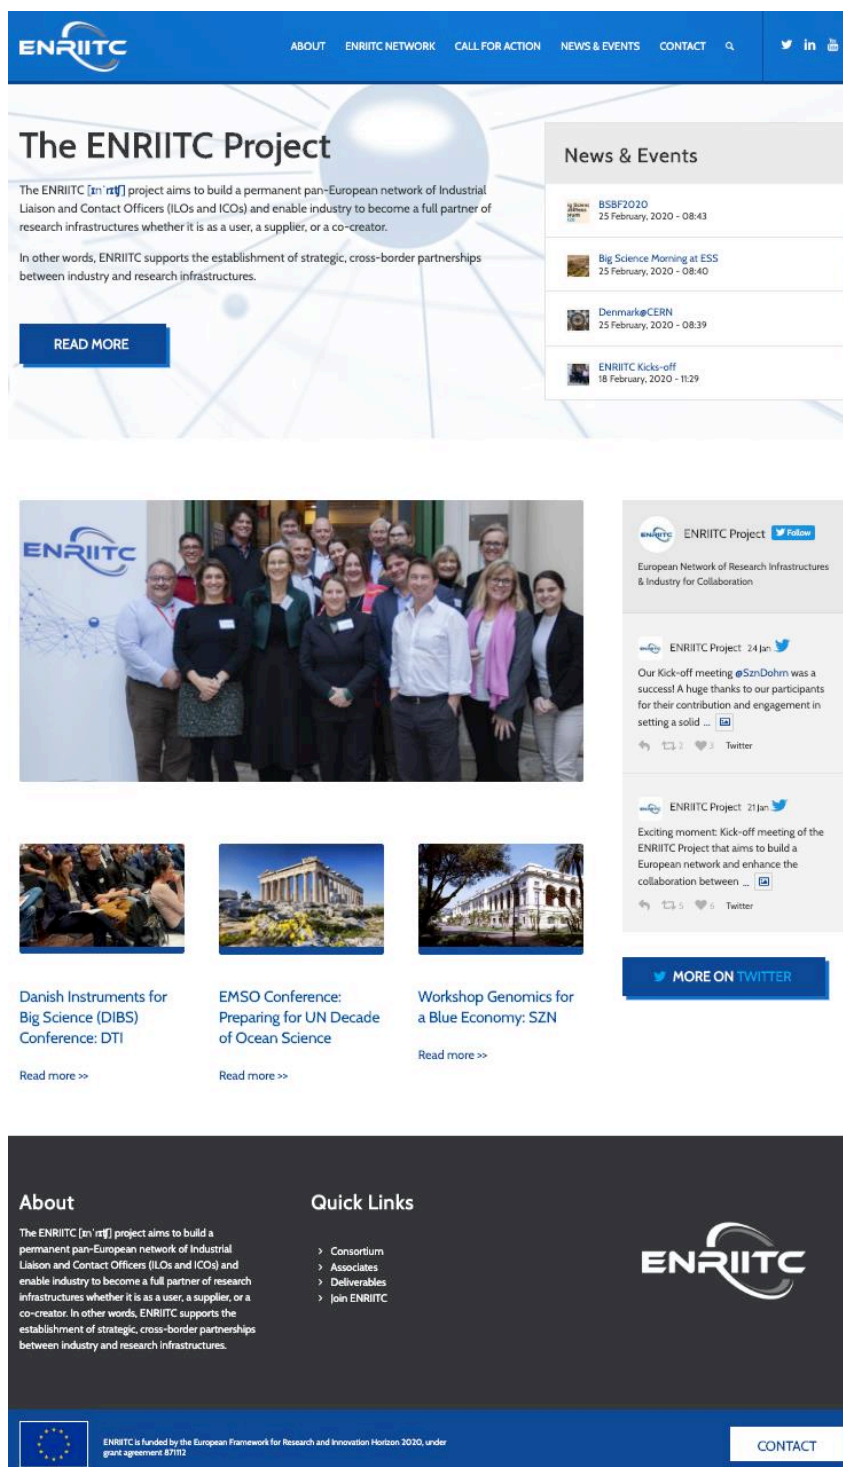 ENRIITC
ABOUT ENRIITC NETWORK CALL FOR ACTION NEWS & EVENTS CONTACT
The ENRIITC Project
The ENRIITC [ɪnˈrɪtʃ] project aims to build a permanent pan-European network of Industrial
Liaison and Contact Officers (ILOs and ICOs) and enable industry to become a full partner of
research infrastructures whether it is as a user, a supplier, or a co-creator.
In other words, ENRIITC supports the establishment of strategic, cross-border partnerships
between industry and research infrastructures.
READ MORE
News & Events
BSBF2020
25 February, 2020 - 08:43
Big Science Morning at ESS
25 February, 2020 - 08:40
Denmark@CERN
25 February, 2020 - 08:39
ENRIITC Kicks-off
18 February, 2020 - 11:29
ENRIITC
ENRIITC Project Follow
European Network of Research Infrastructures
& Industry for Collaboration
ENRIITC Project 24 Jan
Our Kick-off meeting @SznDohrn was a
success! A huge thanks to our participants
for their contribution and engagement in
setting a solid ...
2 3 Twitter
ENRIITC Project 21 Jan
Exciting moment: Kick-off meeting of the
ENRIITC Project that aims to build a
European network and enhance the
collaboration between ...
5 6 Twitter
MORE ON TWITTER
Danish Instruments for
Big Science (DIBS)
Conference: DTI
Read more >>
EMSO Conference:
Preparing for UN Decade
of Ocean Science
Read more >>
Workshop Genomics for
a Blue Economy: SZN
Read more >>
About
The ENRIITC [ɪnˈrɪtʃ] project aims to build a
permanent pan-European network of Industrial
Liaison and Contact Officers (ILOs and ICOs) and
enable industry to become a full partner of research
infrastructures whether it is as a user, a supplier, or a
co-creator. In other words, ENRIITC supports the
establishment of strategic, cross-border partnerships
between industry and research infrastructures.
Quick Links
> Consortium
> Associates
> Deliverables
> Join ENRIITC
ENRIITC
ENRIITC is funded by the European Framework for Research and Innovation Horizon 2020, under
grant agreement 871112
CONTACT